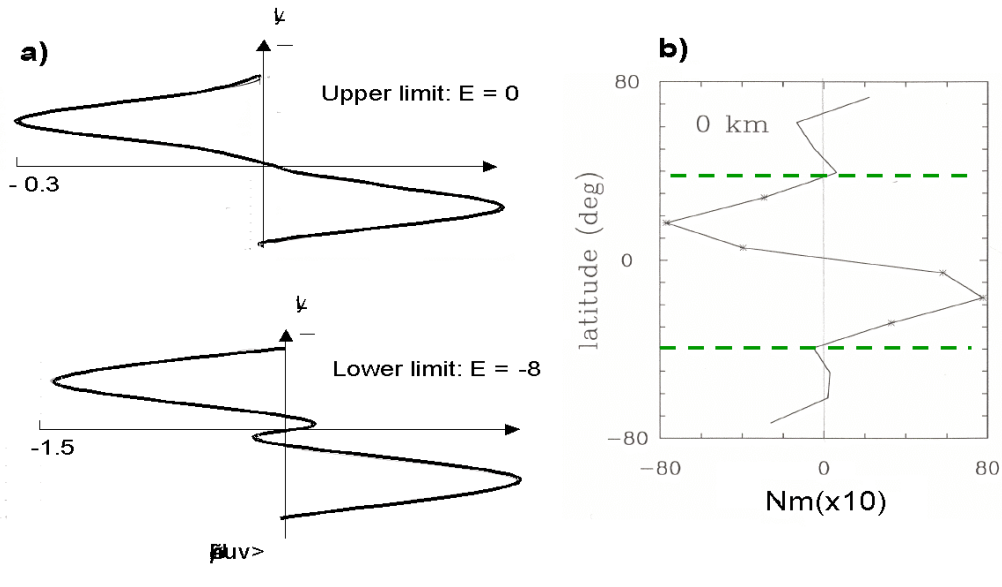 a)
Upper limit: E = 0
- 0.3
Lower limit: E = -8
-1.5
b)
80
0 km
latitude (deg)
0
-80
-80 0 80
Nm(x10)